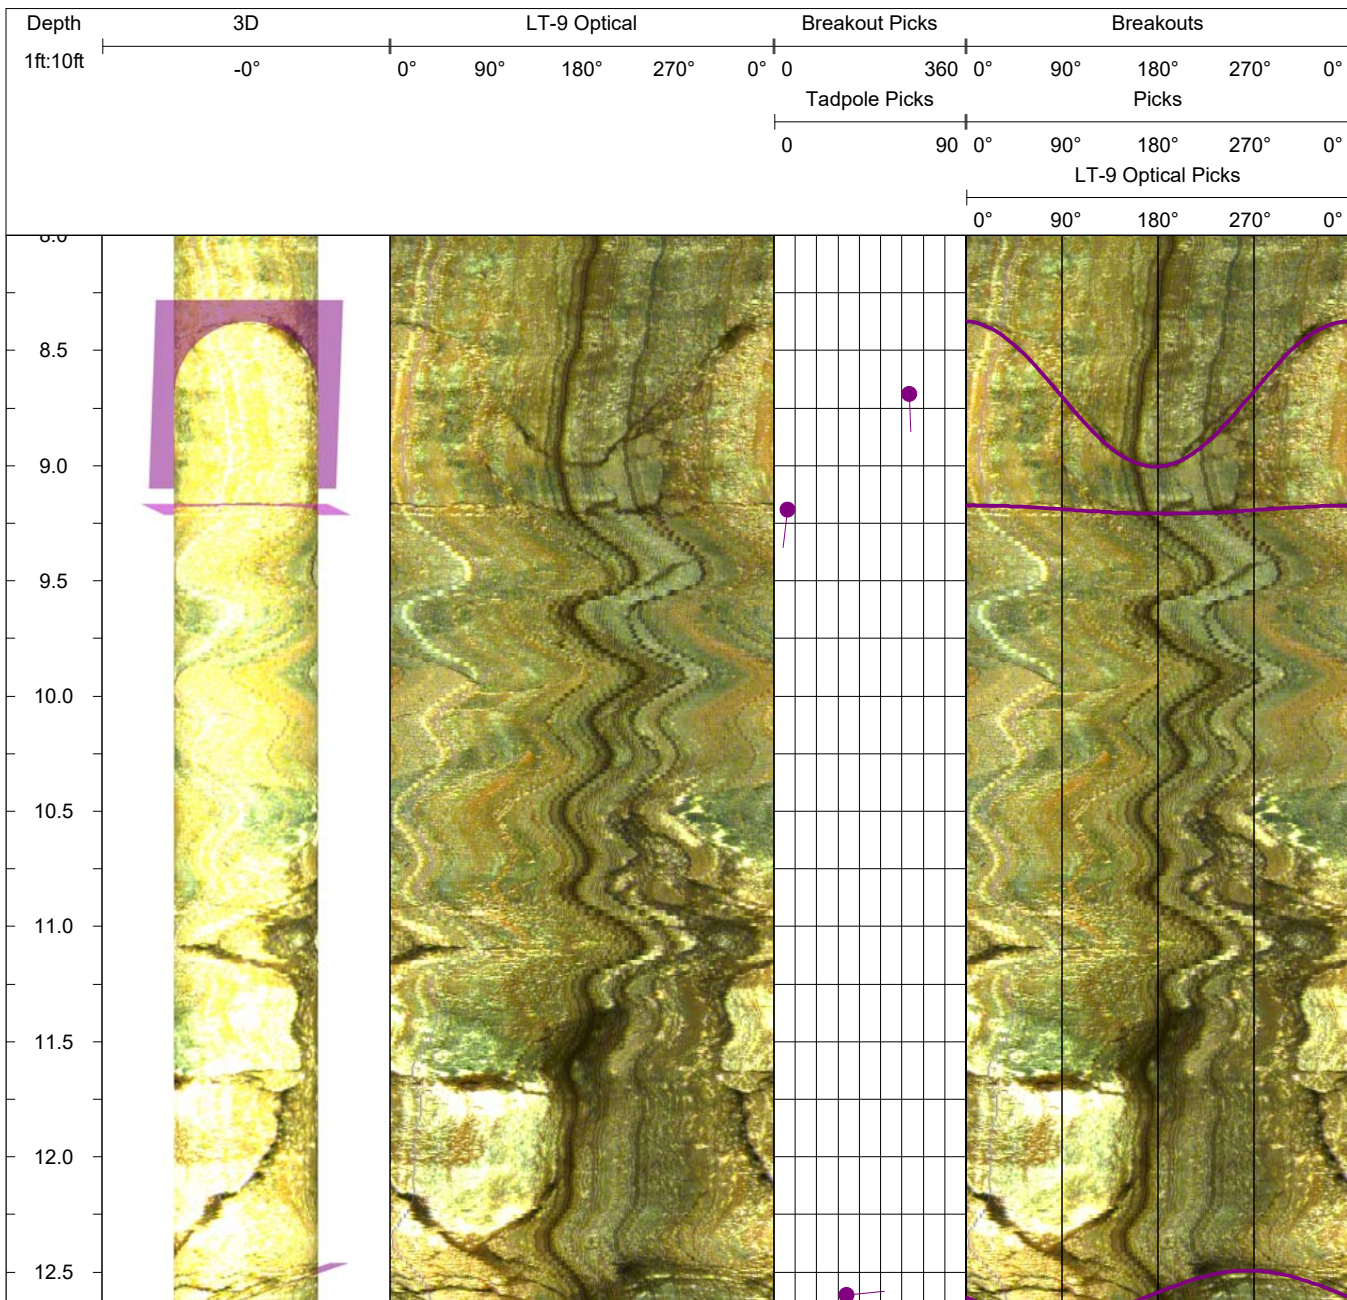 Depth 3D LT-9 Optical Breakout Picks Breakouts
1ft:10ft -0° 0° 90° 180° 270° 0° 0 360 0° 90° 180° 270° 0°
Tadpole Picks Picks
0 90 0° 90° 180° 270° 0°
LT-9 Optical Picks
0° 90° 180° 270° 0°
8.0
8.5
9.0
9.5
10.0
10.5
11.0
11.5
12.0
12.5